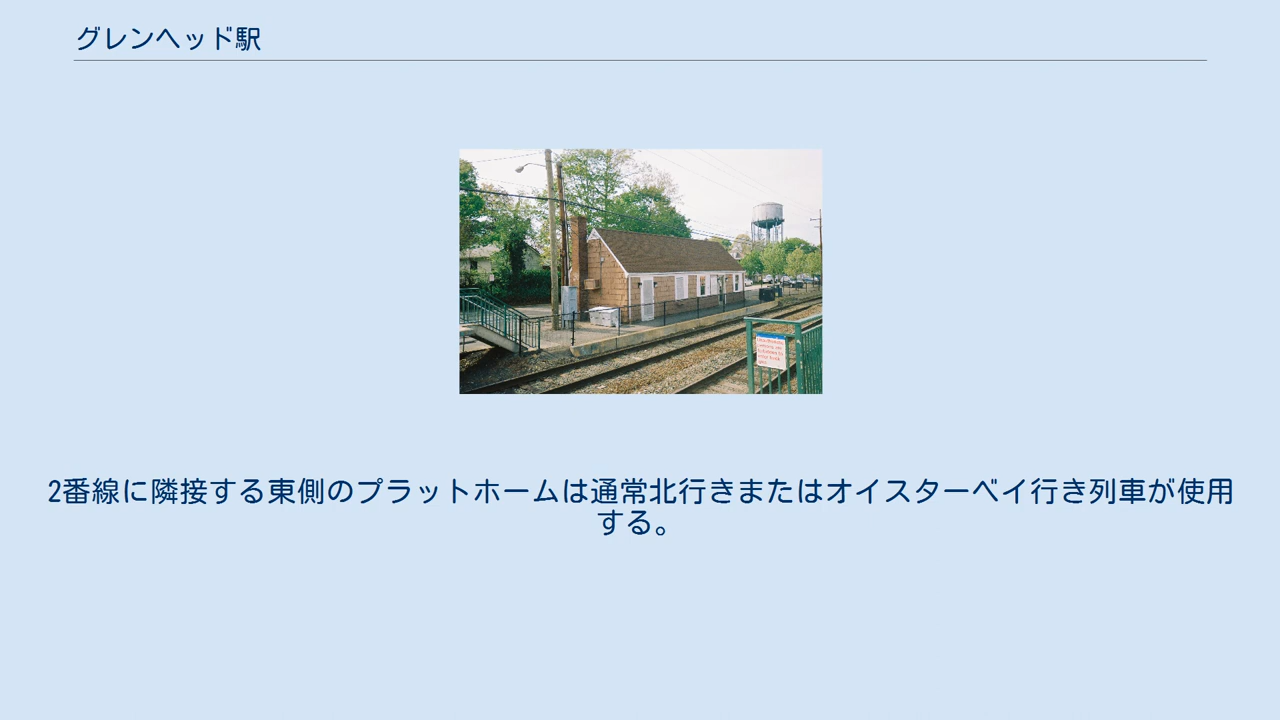 グレンヘッド駅
2番線に隣接する東側のプラットホームは通常北行きまたはオイスターベイ行き列車が使用
する。